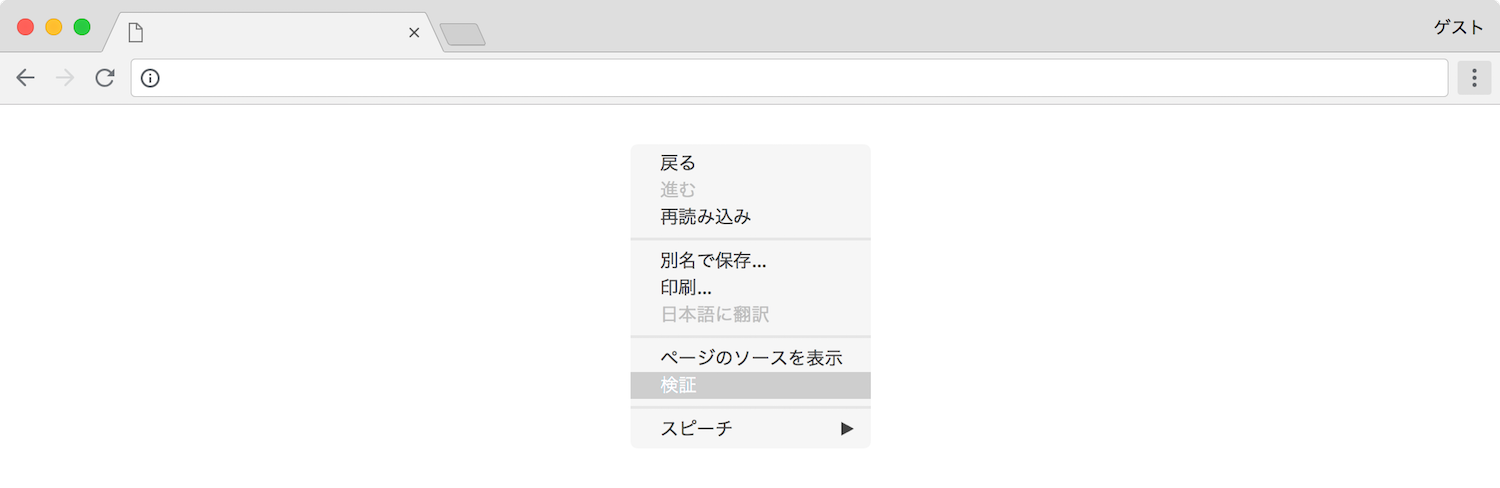 ゲスト
戻る
進む
再読み込み
別名で保存...
印刷...
日本語に翻訳
ページのソースを表示
検証
スピーチ